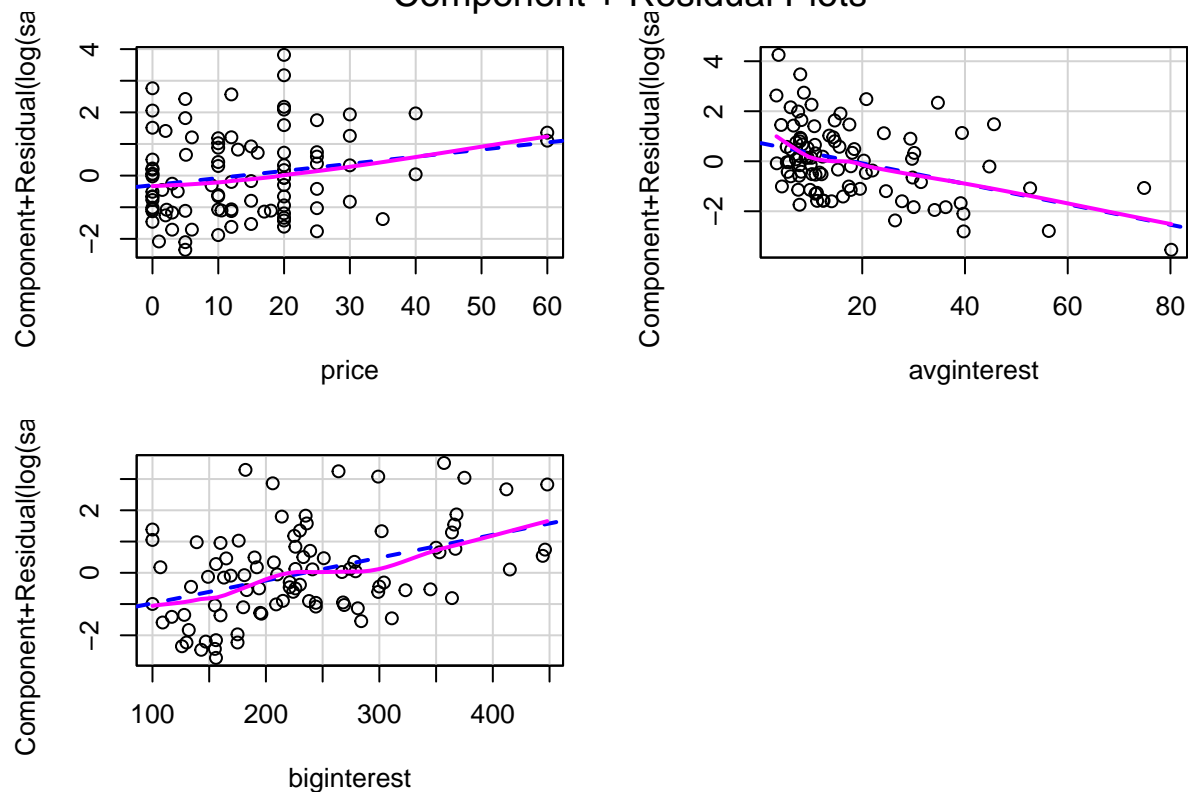 Component + Residual Plots
Component+Residual(log(sa
4
2
0
−2
0 10 20 30 40 50 60
price
Component+Residual(log(sa
4
2
0
−2
20 40 60 80
avginterest
Component+Residual(log(sa
2
0
−2
100 200 300 400
biginterest